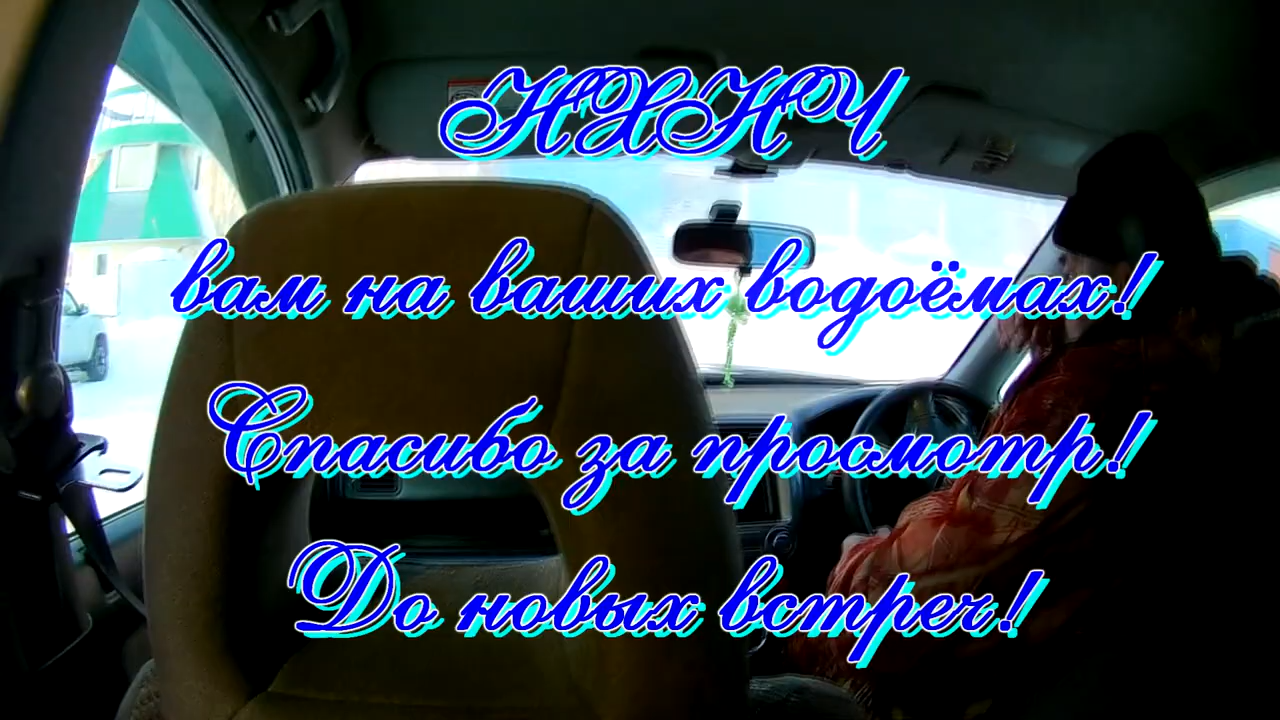 НХНЧ
вам на ваших водоёмах!
Спасибо за просмотр!
До новых встреч!